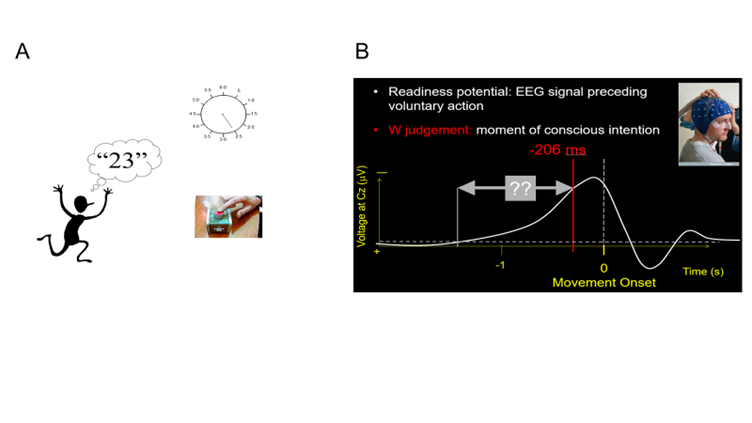 A
B
60
55
5
50
10
45
15
40
20
35
25
30
“23”
• Readiness potential: EEG signal preceding
voluntary action
• W judgement: moment of conscious intention
-206 ms
??
Voltage at Cz (µV)
+
-1
0
Time (s)
Movement Onset